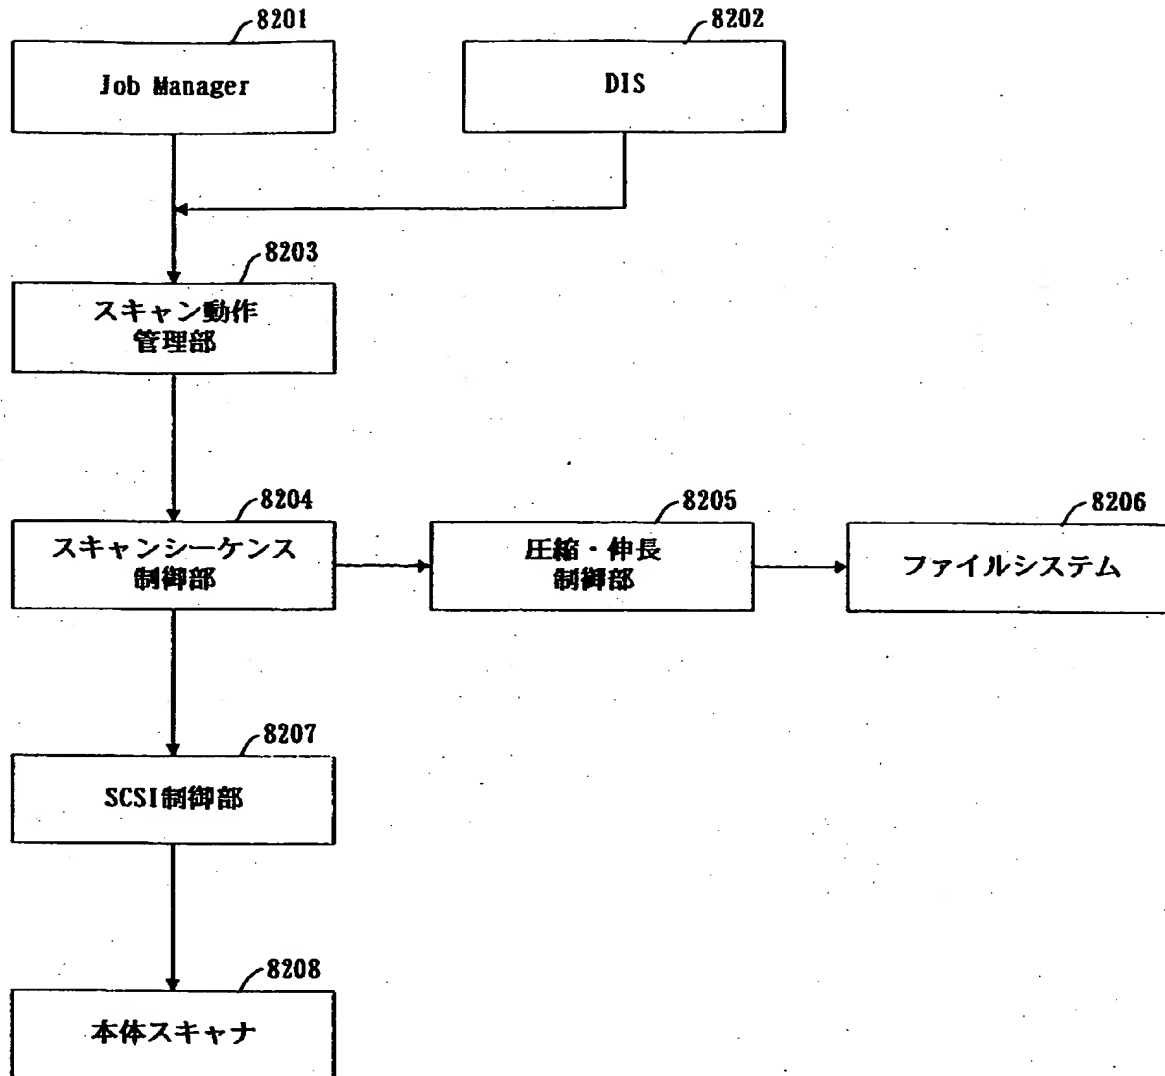 8201
Job Manager
8202
DIS
8203
スキャン動作
管理部
8204
スキャンシーケンス
制御部
8205
圧縮・伸長
制御部
8206
ファイルシステム
8207
SCSI制御部
8208
本体スキャナ